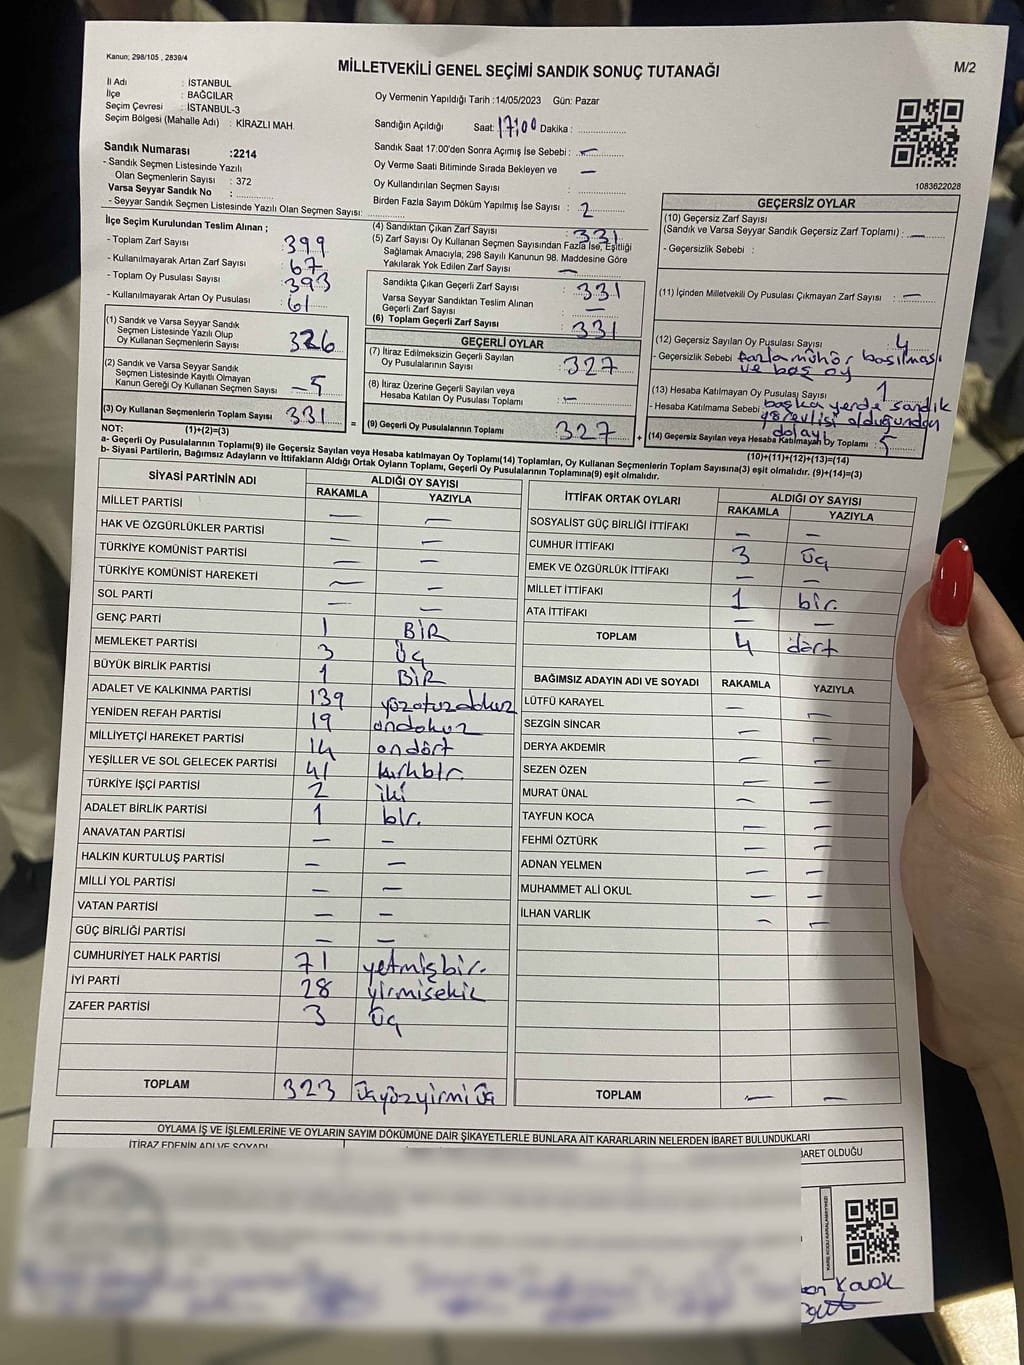 Kanun; 298/105 , 2839/4
MİLLETVEKİLİ GENEL SEÇİMİ SANDIK SONUÇ TUTANAĞI
M/2
İl Adı : İSTANBUL
İlçe : BAĞCILAR
Seçim Çevresi : İSTANBUL-3
Seçim Bölgesi (Mahalle Adı) : KİRAZLI MAH.
Sandık Numarası :2214
- Sandık Seçmen Listesinde Yazılı
Olan Seçmenlerin Sayısı : 372
Varsa Seyyar Sandık No :
- Seyyar Sandık Seçmen Listesinde Yazılı Olan Seçmen Sayısı:
Oy Vermenin Yapıldığı Tarih :14/05/2023 Gün: Pazar
Sandığın Açıldığı Saat: 17:00 Dakika :
Sandık Saat 17.00'den Sonra Açımış İse Sebebi : —
Oy Verme Saati Bitiminde Sırada Bekleyen ve —
Oy Kullandırılan Seçmen Sayısı :
Birden Fazla Sayım Döküm Yapılmış İse Sayısı : 2
1083622028
İlçe Seçim Kurulundan Teslim Alınan ;
- Toplam Zarf Sayısı : 399
- Kullanılmayarak Artan Zarf Sayısı : 67
- Toplam Oy Pusulası Sayısı : 393
- Kullanılmayarak Artan Oy Pusulası : 61
(1) Sandık ve Varsa Seyyar Sandık
Seçmen Listesinde Yazılı Olup
Oy Kullanan Seçmenlerin Sayısı : 326
(2) Sandık ve Varsa Seyyar Sandık
Seçmen Listesinde Kayıtlı Olmayan
Kanun Gereği Oy Kullanan Seçmen Sayısı : 5
(3) Oy Kullanan Seçmenlerin Toplam Sayısı : 331
(1)+(2)=(3)
(4) Sandıktan Çıkan Zarf Sayısı : 331
(5) Zarf Sayısı Oy Kullanan Seçmen Sayısından Fazla İse, Eşitliği
Sağlamak Amacıyla; 298 Sayılı Kanunun 98. Maddesine Göre
Yakılarak Yok Edilen Zarf Sayısı : —
Sandıkta Çıkan Geçerli Zarf Sayısı : 331
Varsa Seyyar Sandıktan Teslim Alınan
Geçerli Zarf Sayısı : —
(6) Toplam Geçerli Zarf Sayısı : 331
GEÇERLİ OYLAR
(7) İtiraz Edilmeksizin Geçerli Sayılan
Oy Pusulalarının Sayısı : 327
(8) İtiraz Üzerine Geçerli Sayılan veya
Hesaba Katılan Oy Pusulası Toplamı : —
= (9) Geçerli Oy Pusulalarının Toplamı : 327 +
GEÇERSİZ OYLAR
(10) Geçersiz Zarf Sayısı
(Sandık ve Varsa Seyyar Sandık Geçersiz Zarf Toplamı) : —
- Geçersizlik Sebebi :
(11) İçinden Milletvekili Oy Pusulası Çıkmayan Zarf Sayısı : —
(12) Geçersiz Sayılan Oy Pusulası Sayısı : 4
- Geçersizlik Sebebi fazla mühür basılması
ve boş oy
(13) Hesaba Katılmayan Oy Pusulası Sayısı : 1
- Hesaba Katılmama Sebebi başka yerde sandık
görevlisi olduğundan
dolayı
(14) Geçersiz Sayılan veya Hesaba Katılmayan Oy Toplamı : 5
(10)+(11)+(12)+(13)=(14)
NOT:
a- Geçerli Oy Pusulalarının Toplamı(9) ile Geçersiz Sayılan veya Hesaba katılmayan Oy Toplamı(14) Toplamları, Oy Kullanan Seçmenlerin Toplam Sayısına(3) eşit olmalıdır. (9)+(14)=(3)
b- Siyasi Partilerin, Bağımsız Adayların ve İttifakların Aldığı Ortak Oyların Toplamı, Geçerli Oy Pusulalarının Toplamına(9) eşit olmalıdır.
SİYASİ PARTİNİN ADI ALDIĞI OY SAYISI
RAKAMLA YAZIYLA
MİLLET PARTİSİ — —
HAK VE ÖZGÜRLÜKLER PARTİSİ — —
TÜRKİYE KOMÜNİST PARTİSİ — —
TÜRKİYE KOMÜNİST HAREKETİ — —
SOL PARTİ — —
GENÇ PARTİ 1 BİR
MEMLEKET PARTİSİ 3 Üç
BÜYÜK BİRLİK PARTİSİ 1 BİR
ADALET VE KALKINMA PARTİSİ 139 yüzotuzdokuz
YENİDEN REFAH PARTİSİ 19 ondokuz
MİLLİYETÇİ HAREKET PARTİSİ 14 ondört
YEŞİLLER VE SOL GELECEK PARTİSİ 41 kırkbir.
TÜRKİYE İŞÇİ PARTİSİ 2 iki
ADALET BİRLİK PARTİSİ 1 bir.
ANAVATAN PARTİSİ — —
HALKIN KURTULUŞ PARTİSİ — —
MİLLİ YOL PARTİSİ — —
VATAN PARTİSİ — —
GÜÇ BİRLİĞİ PARTİSİ — —
CUMHURİYET HALK PARTİSİ 71 yetmişbir.
İYİ PARTİ 28 yirmisekiz
ZAFER PARTİSİ 3 Üç
TOPLAM 323 üçyüzyirmi üç
İTTİFAK ORTAK OYLARI ALDIĞI OY SAYISI
RAKAMLA YAZIYLA
SOSYALİST GÜÇ BİRLİĞİ İTTİFAKI — —
CUMHUR İTTİFAKI 3 üç
EMEK VE ÖZGÜRLÜK İTTİFAKI — —
MİLLET İTTİFAKI 1 bir.
ATA İTTİFAKI — —
TOPLAM 4 dört
BAĞIMSIZ ADAYIN ADI VE SOYADI RAKAMLA YAZIYLA
LÜTFÜ KARAYEL — —
SEZGİN SİNCAR — —
DERYA AKDEMİR — —
SEZEN ÖZEN — —
MURAT ÜNAL — —
TAYFUN KOCA — —
FEHMİ ÖZTÜRK — —
ADNAN YELMEN — —
MUHAMMET ALİ OKUL — —
İLHAN VARLIK — —
TOPLAM — —
OYLAMA İŞ VE İŞLEMLERİNE VE OYLARIN SAYIM DÖKÜMÜNE DAİR ŞİKAYETLERLE BUNLARA AİT KARARLARIN NELERDEN İBARET BULUNDUKLARI
İTİRAZ EDENİN ADI VE SOYADI
BARET OLDUĞU